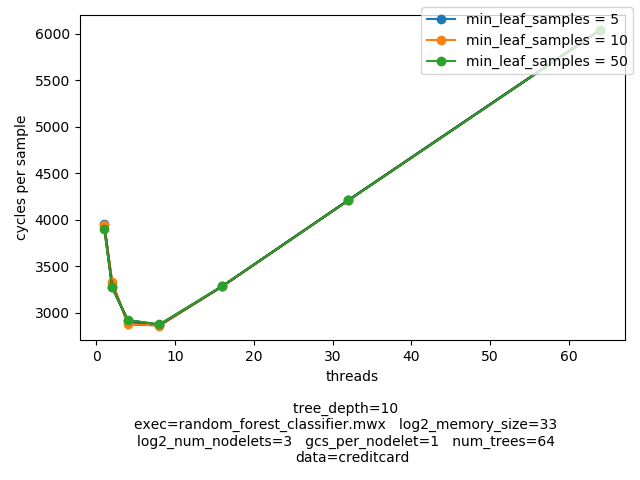 min_leaf_samples = 5
min_leaf_samples = 10
min_leaf_samples = 50
6000
5500
5000
4500
4000
3500
3000
cycles per sample
0 10 20 30 40 50 60
threads
tree_depth=10
exec=random_forest_classifier.mwx log2_memory_size=33
log2_num_nodelets=3 gcs_per_nodelet=1 num_trees=64
data=creditcard